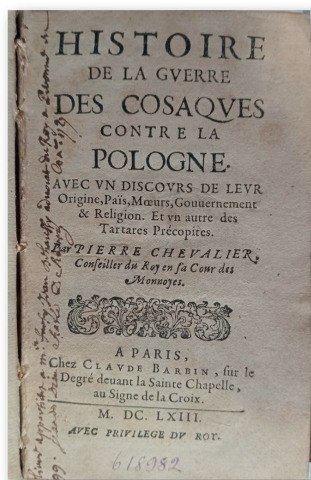 HISTOIRE
DE LA GVERRE
DES COSAQVES
CONTRE LA
POLOGNE.
AVEC VN DISCOVRS DE LEVR
Origine, Païs, Mœurs, Gouuernement
& Religion. Et vn autre des
Tartares Précopites.
Par PIERRE CHEVALIER,
Conſeiller du Roy en ſa Cour des
Monnoyes.
A PARIS,
Chez CLAVDE BARBIN, ſur le
Degré deuant la Sainte Chapelle,
au Signe de la Croix.
M. DC. LXIII.
AVEC PRIVILEGE DV ROY.
618982